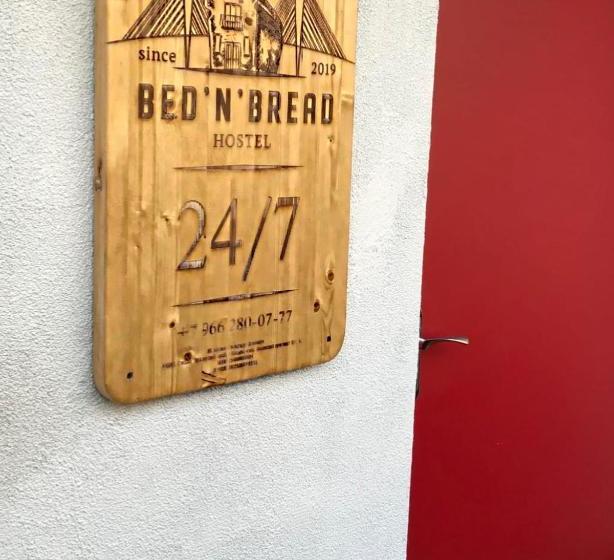 since 2019
BED'N'BREAD
HOSTEL
24/7
+7 966 280-07-77